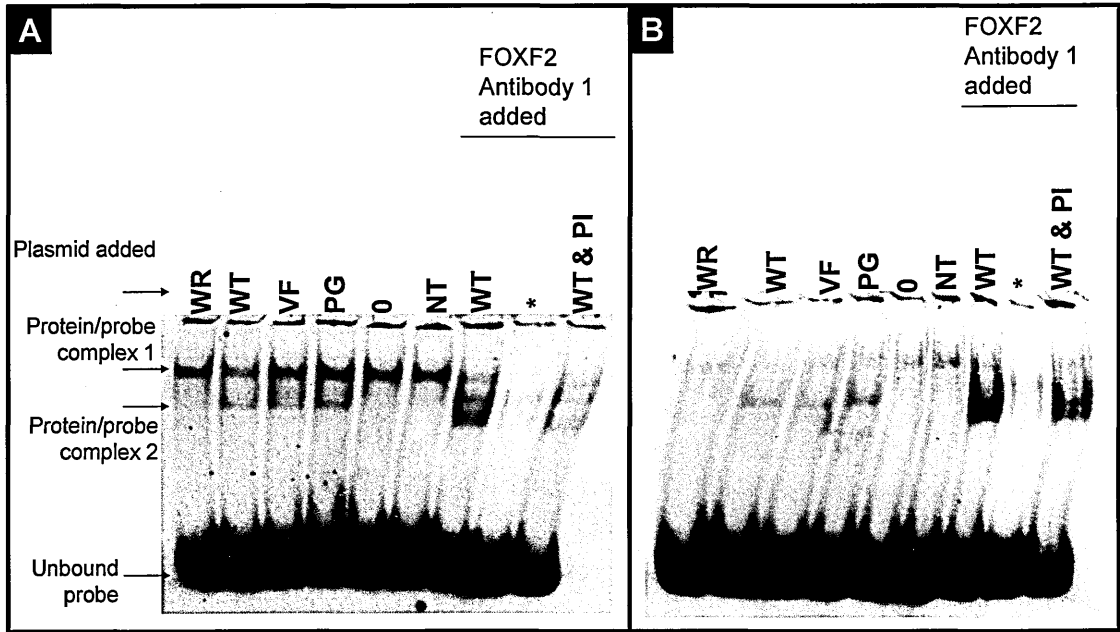 A
FOXF2
Antibody 1
added
Plasmid added
WR
WT
VF
PG
0
NT
WT
*
WT & PI
Protein/probe
complex 1
Protein/probe
complex 2
Unbound
probe
B
FOXF2
Antibody 1
added
WR
WT
VF
PG
0
NT
WT
*
WT & PI